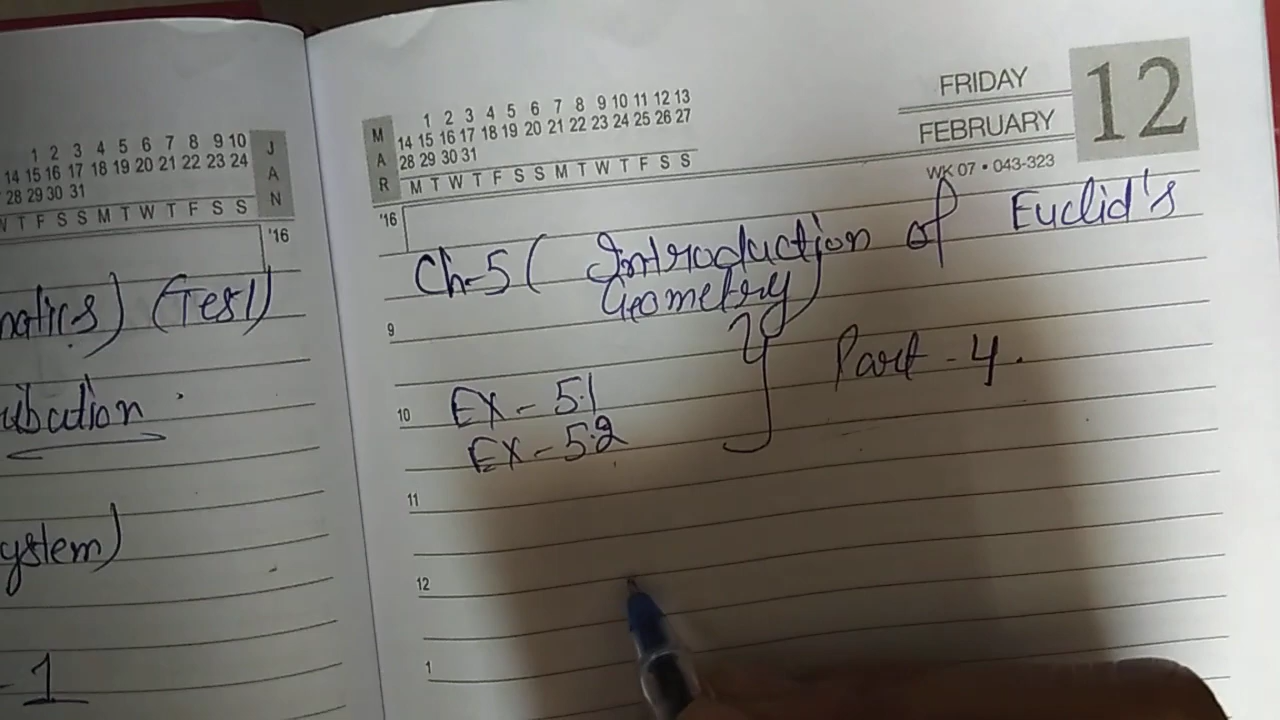 1 2 3 4 5 6 7 8 9 10
14 15 16 17 18 19 20 21 22 23 24
28 29 30 31
T F S S M T W T F S S
J A N
'16
natics) (Test)
ubution
ystem)
- 1
M A R
1 2 3 4 5 6 7 8 9 10 11 12 13
14 15 16 17 18 19 20 21 22 23 24 25 26 27
28 29 30 31
M T W T F S S M T W T F S S
'16
FRIDAY
FEBRUARY
12
WK 07 • 043-323
Ch-5 ( Introduction of Euclid's
Geometry)
9
Part - 4.
10 EX - 5.1
EX - 5.2
11
12
1